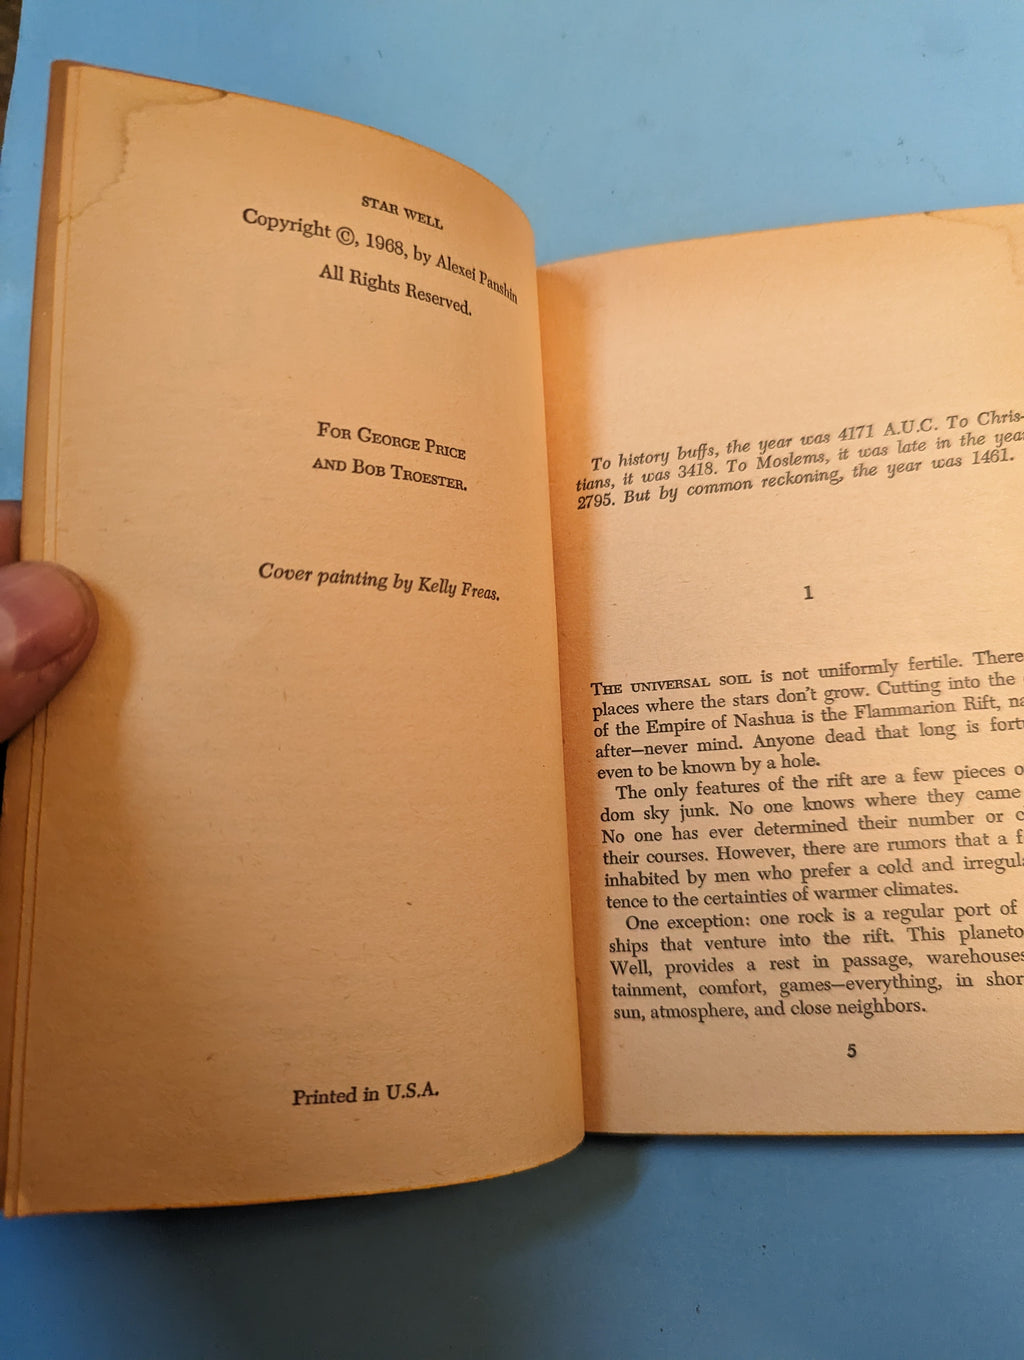 STAR WELL
Copyright ©, 1968, by Alexei Panshin
All Rights Reserved.
FOR GEORGE PRICE
AND BOB TROESTER.
Cover painting by Kelly Freas.
Printed in U.S.A.
To history buffs, the year was 4171 A.U.C. To Chris-
tians, it was 3418. To Moslems, it was late in the year
2795. But by common reckoning, the year was 1461.
1
THE UNIVERSAL SOIL is not uniformly fertile. There
places where the stars don't grow. Cutting into the
of the Empire of Nashua is the Flammarion Rift, na
after—never mind. Anyone dead that long is fort
even to be known by a hole.
The only features of the rift are a few pieces o
dom sky junk. No one knows where they came
No one has ever determined their number or c
their courses. However, there are rumors that a f
inhabited by men who prefer a cold and irregula
tence to the certainties of warmer climates.
One exception: one rock is a regular port of
ships that venture into the rift. This planeto
Well, provides a rest in passage, warehouses
tainment, comfort, games—everything, in shor
sun, atmosphere, and close neighbors.
5